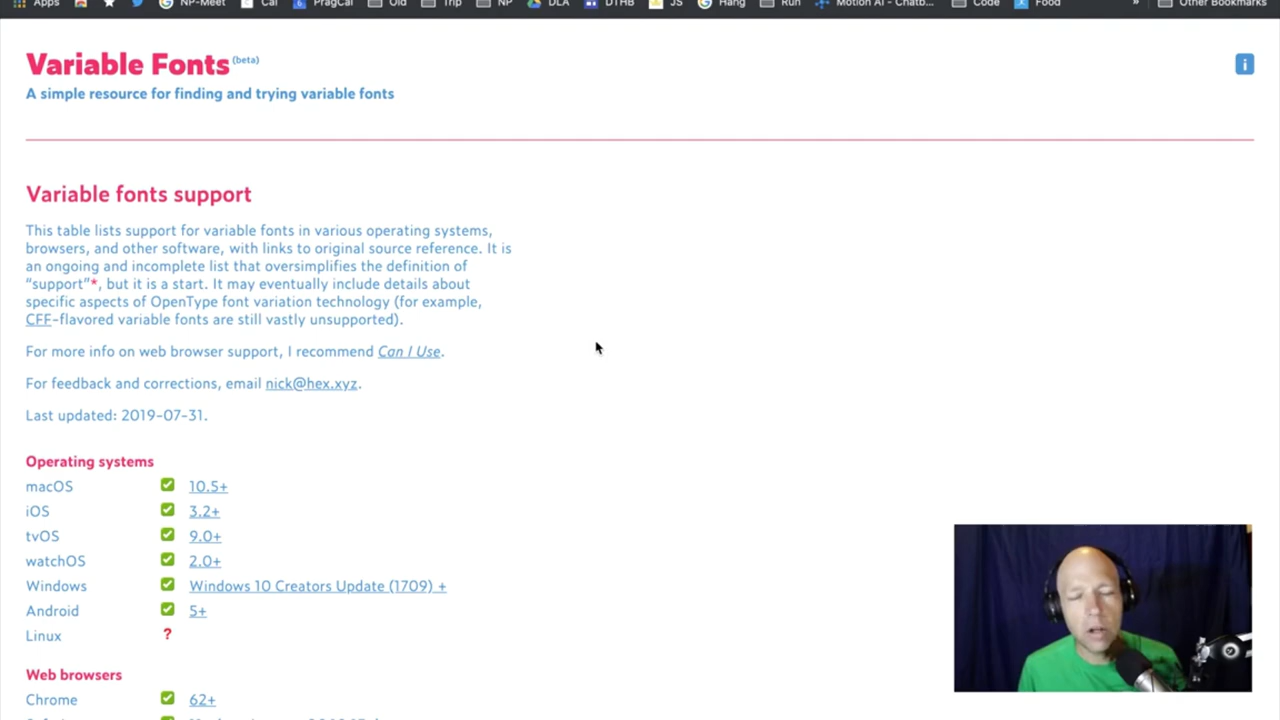 Apps
NP-Meet
Cal
PragCal
Old
Trip
NP
DLA
DTHB
JS
Hang
Run
Motion AI - Chatb...
Code
Food
»
Other Bookmarks
Variable Fonts (beta)
i
A simple resource for finding and trying variable fonts
Variable fonts support
This table lists support for variable fonts in various operating systems,
browsers, and other software, with links to original source reference. It is
an ongoing and incomplete list that oversimplifies the definition of
“support”*, but it is a start. It may eventually include details about
specific aspects of OpenType font variation technology (for example,
CFF-flavored variable fonts are still vastly unsupported).
For more info on web browser support, I recommend Can I Use.
For feedback and corrections, email nick@hex.xyz.
Last updated: 2019-07-31.
Operating systems
macOS 10.5+
iOS 3.2+
tvOS 9.0+
watchOS 2.0+
Windows Windows 10 Creators Update (1709) +
Android 5+
Linux ?
Web browsers
Chrome 62+